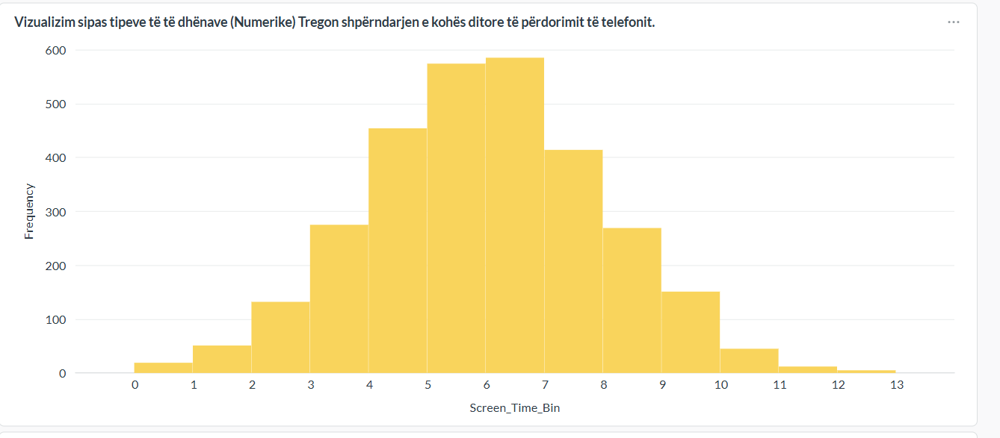 Vizualizim sipas tipeve të të dhënave (Numerike) Tregon shpërndarjen e kohës ditore të përdorimit të telefonit.
600
500
400
300
200
100
0
Frequency
0 1 2 3 4 5 6 7 8 9 10 11 12 13
Screen_Time_Bin